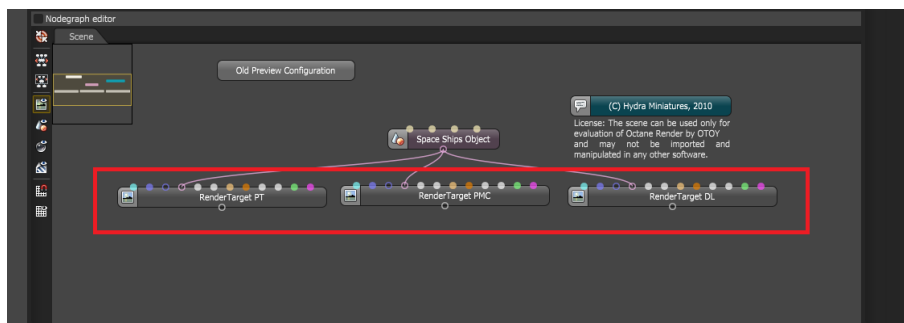 Nodegraph editor
Scene
Old Preview Configuration
(C) Hydra Miniatures, 2010
License: The scene can be used only for
evaluation of Octane Render by OTOY
and may not be imported and
manipulated in any other software.
Space Ships Object
RenderTarget PT
RenderTarget PMC
RenderTarget DL